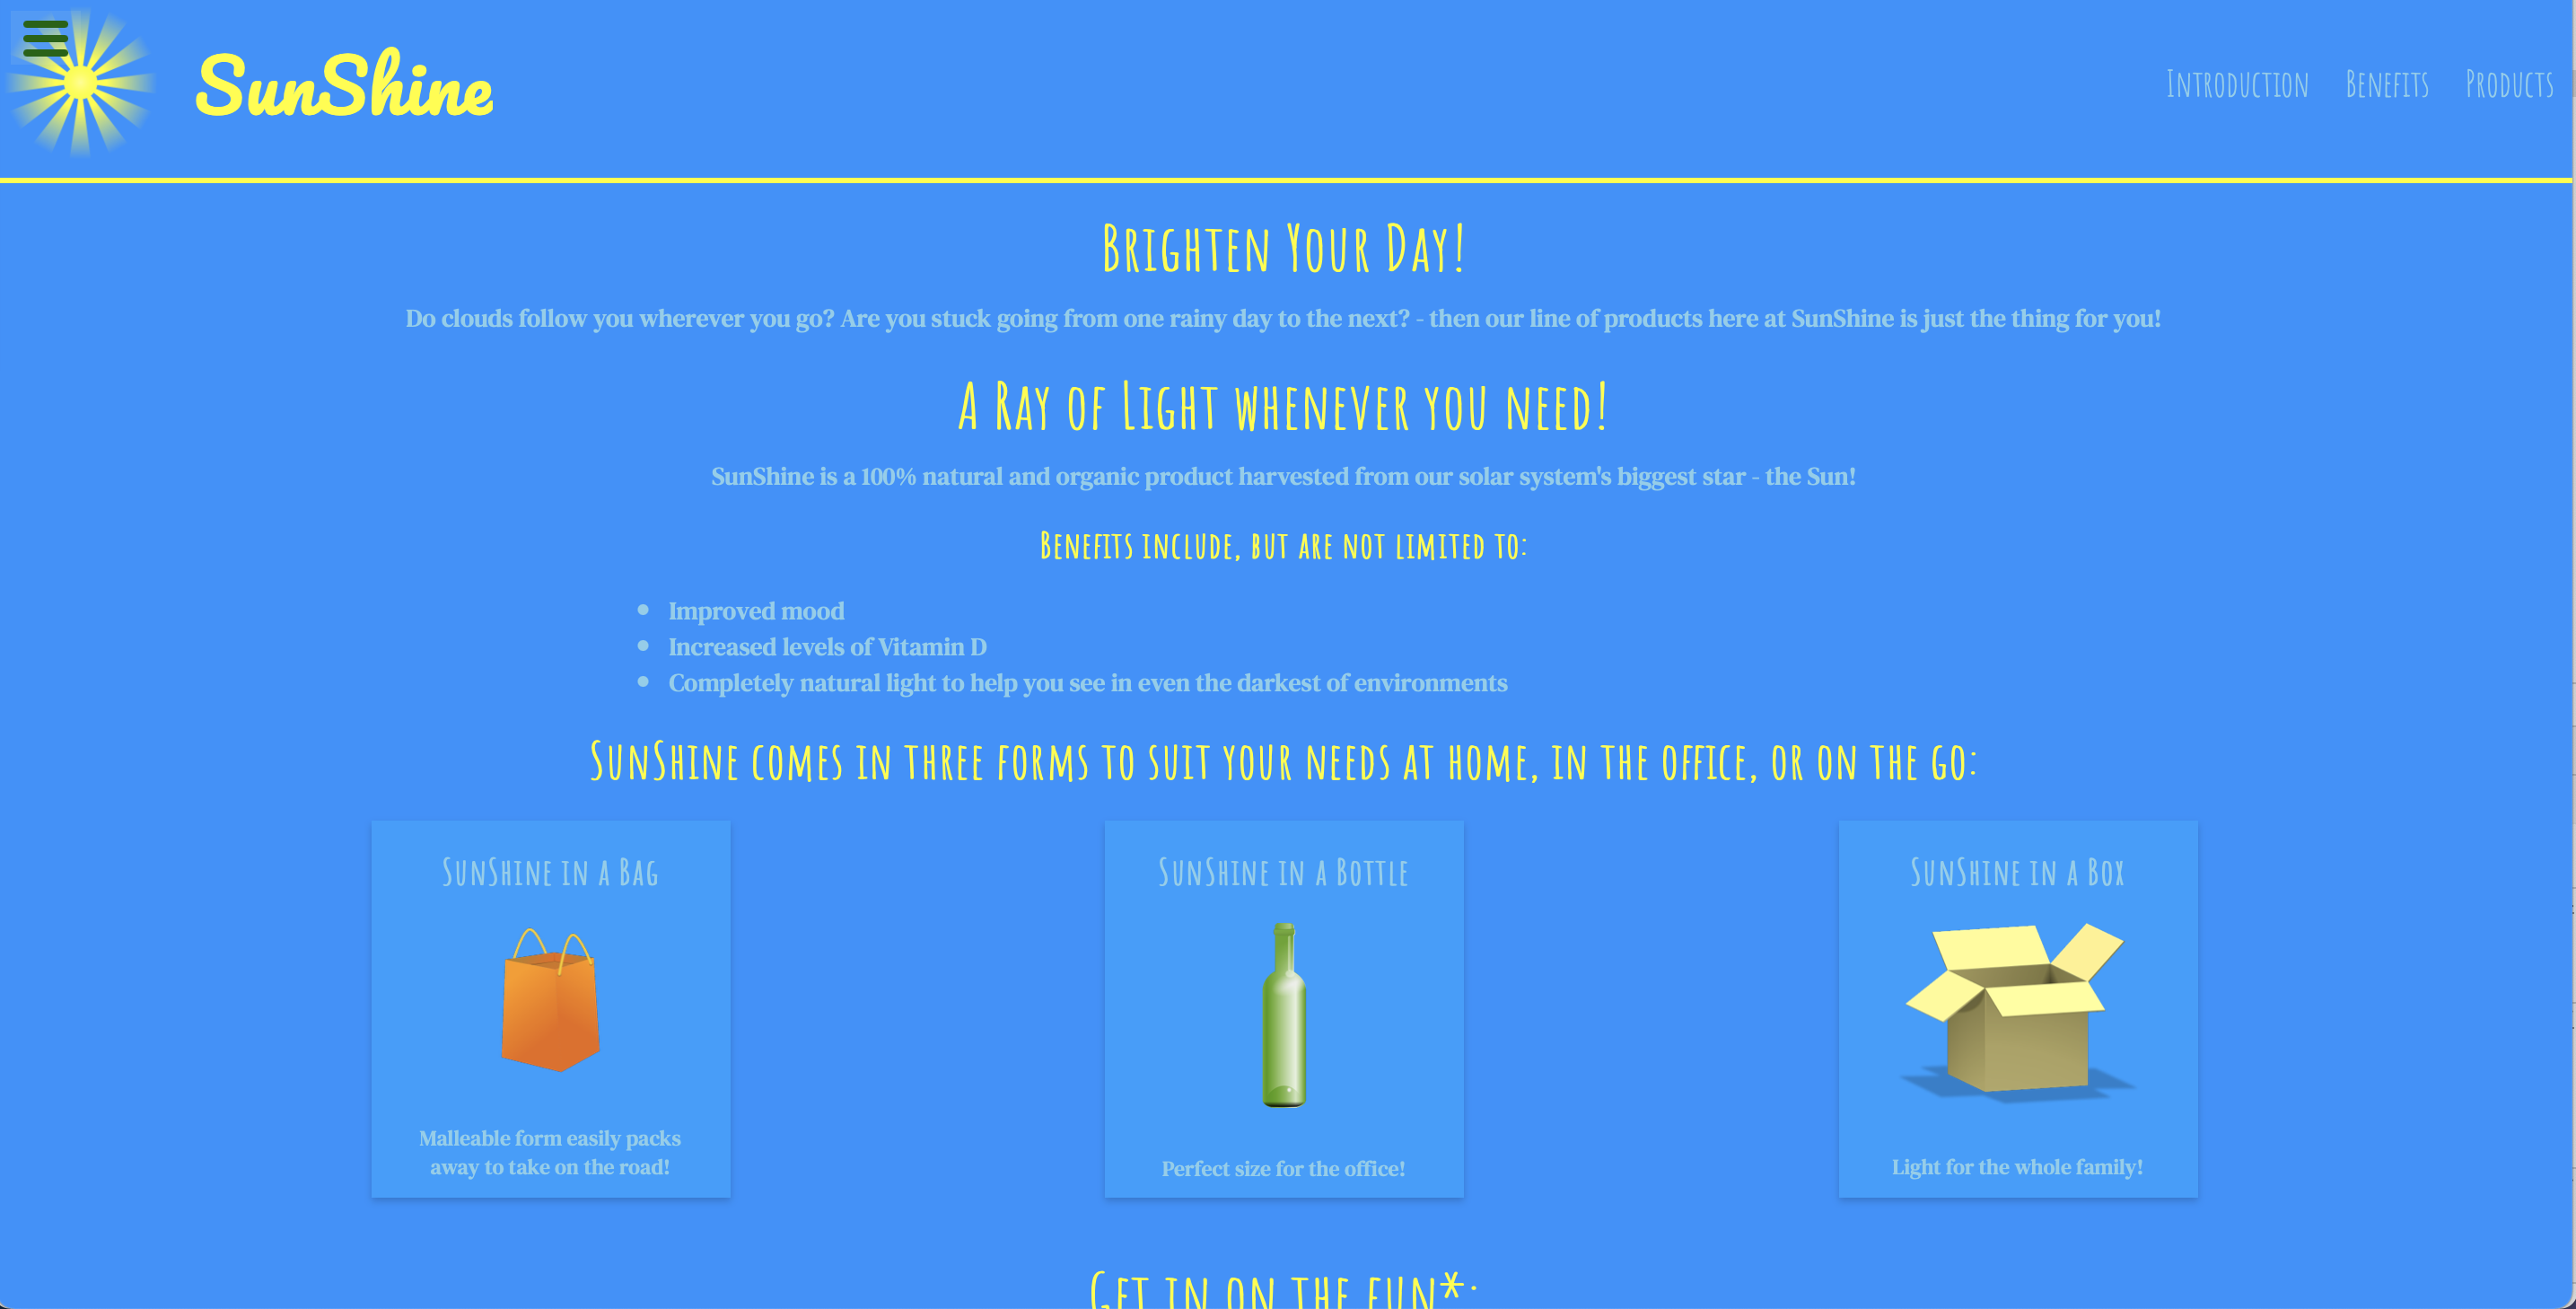 SunShine
Introduction Benefits Products
Brighten Your Day!
Do clouds follow you wherever you go? Are you stuck going from one rainy day to the next? - then our line of products here at SunShine is just the thing for you!
A Ray of Light whenever you need!
SunShine is a 100% natural and organic product harvested from our solar system's biggest star - the Sun!
Benefits include, but are not limited to:
Improved mood
Increased levels of Vitamin D
Completely natural light to help you see in even the darkest of environments
SunShine comes in three forms to suit your needs at home, in the office, or on the go:
SunShine in a Bag
Malleable form easily packs
away to take on the road!
SunShine in a Bottle
Perfect size for the office!
SunShine in a Box
Light for the whole family!
Get in on the fun*: